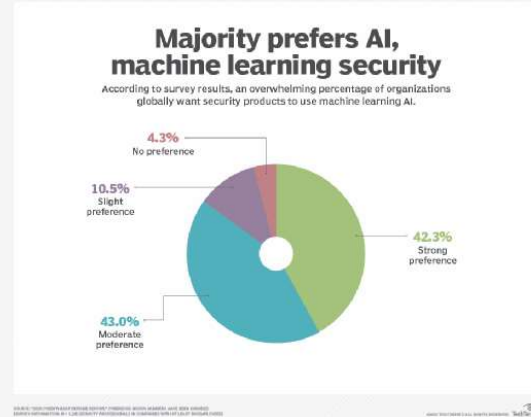 Majority prefers AI,
machine learning security
According to survey results, an overwhelming percentage of organizations
globally want security products to use machine learning AI.
4.3%
No preference
10.5%
Slight
preference
42.3%
Strong
preference
43.0%
Moderate
preference